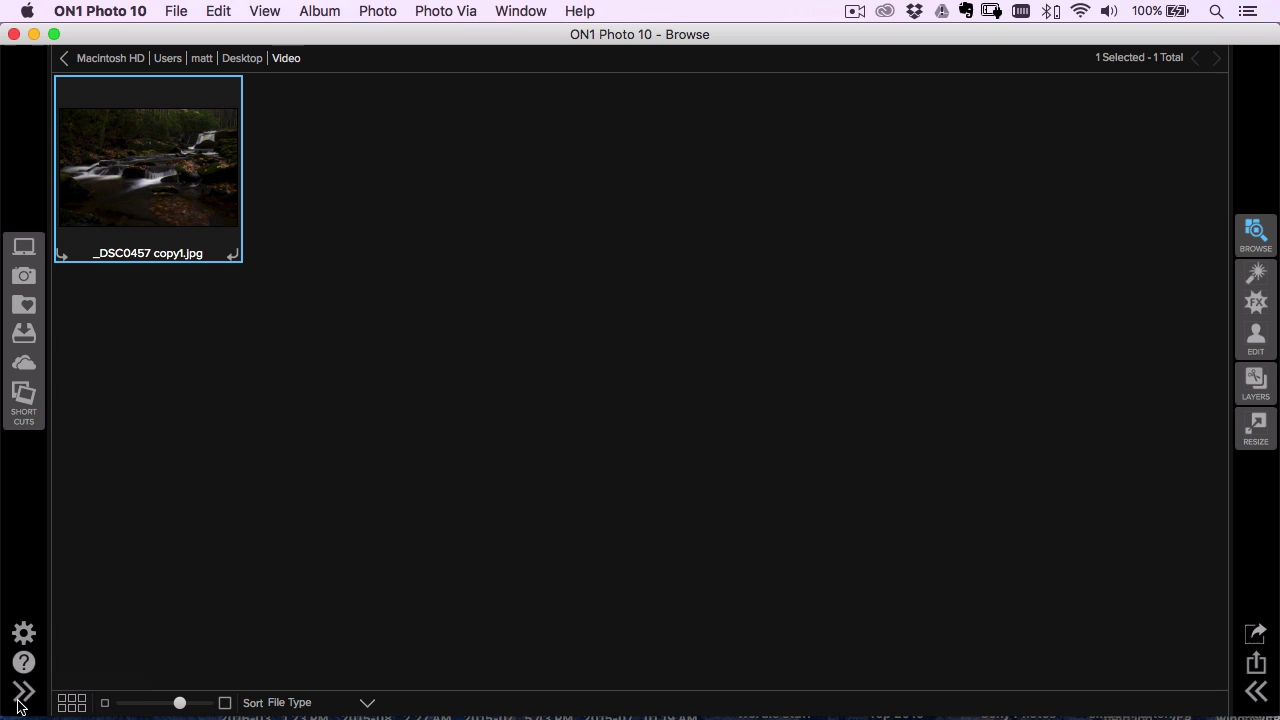 ON1 Photo 10 File Edit View Album Photo Photo Via Window Help 100%
ON1 Photo 10 - Browse
Macintosh HD Users matt Desktop Video 1 Selected - 1 Total
_DSC0457 copy1.jpg
BROWSE
FX
EDIT
LAYERS
RESIZE
SHORT
CUTS
?
Sort File Type